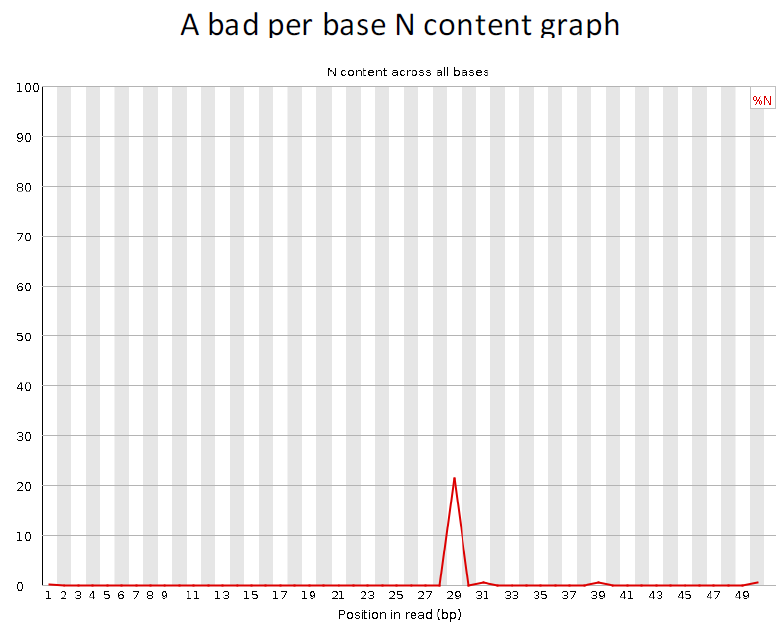 A bad per base N content graph
N content across all bases
%N
100
90
80
70
60
50
40
30
20
10
0
1 2 3 4 5 6 7 8 9 11 13 15 17 19 21 23 25 27 29 31 33 35 37 39 41 43 45 47 49
Position in read (bp)